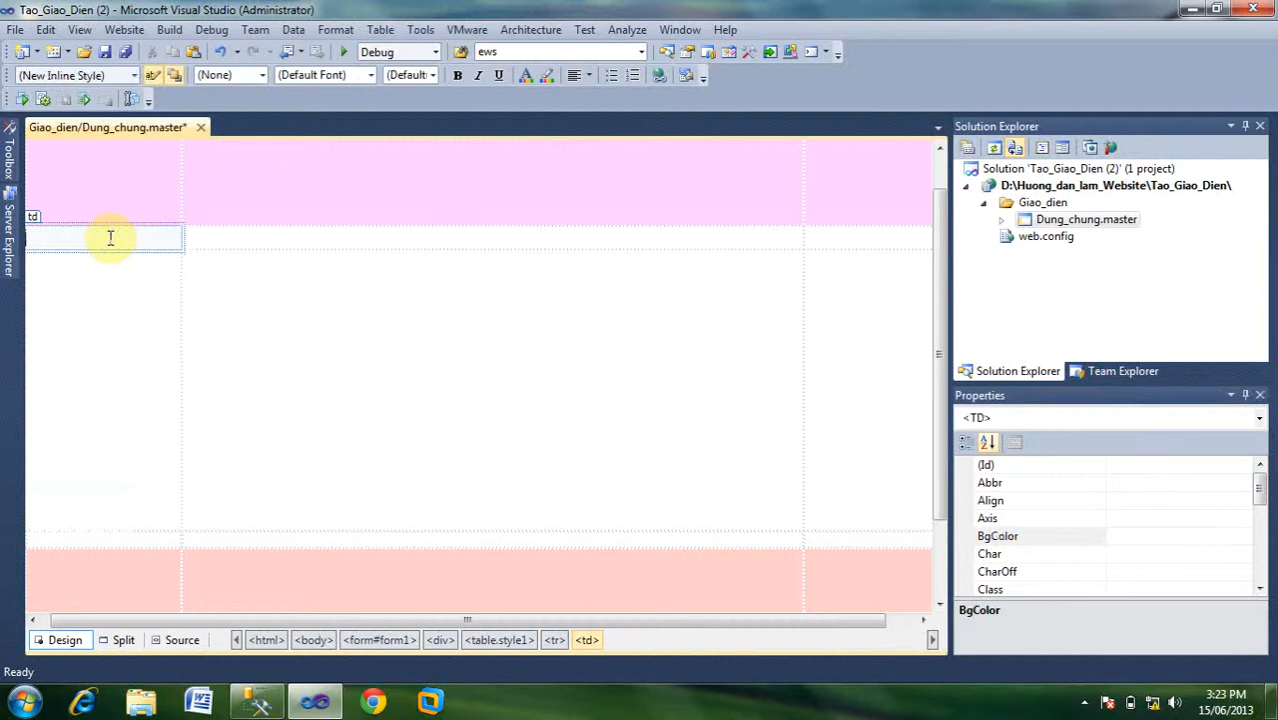 Tao_Giao_Dien (2) - Microsoft Visual Studio (Administrator)
File Edit View Website Build Debug Team Data Format Table Tools VMware Architecture Test Analyze Window Help
Debug ews
(New Inline Style) (None) (Default Font) (Default: B I U A
Giao_dien/Dung_chung.master*
Toolbox
Server Explorer
td
Solution Explorer
Solution 'Tao_Giao_Dien (2)' (1 project)
D:\Huong_dan_lam_Website\Tao_Giao_Dien\
Giao_dien
Dung_chung.master
web.config
Solution Explorer Team Explorer
Properties
<TD>
(Id)
Abbr
Align
Axis
BgColor
Char
CharOff
Class
BgColor
Design Split Source <html> <body> <form#form1> <div> <table.style1> <tr> <td>
Ready
3:23 PM
15/06/2013